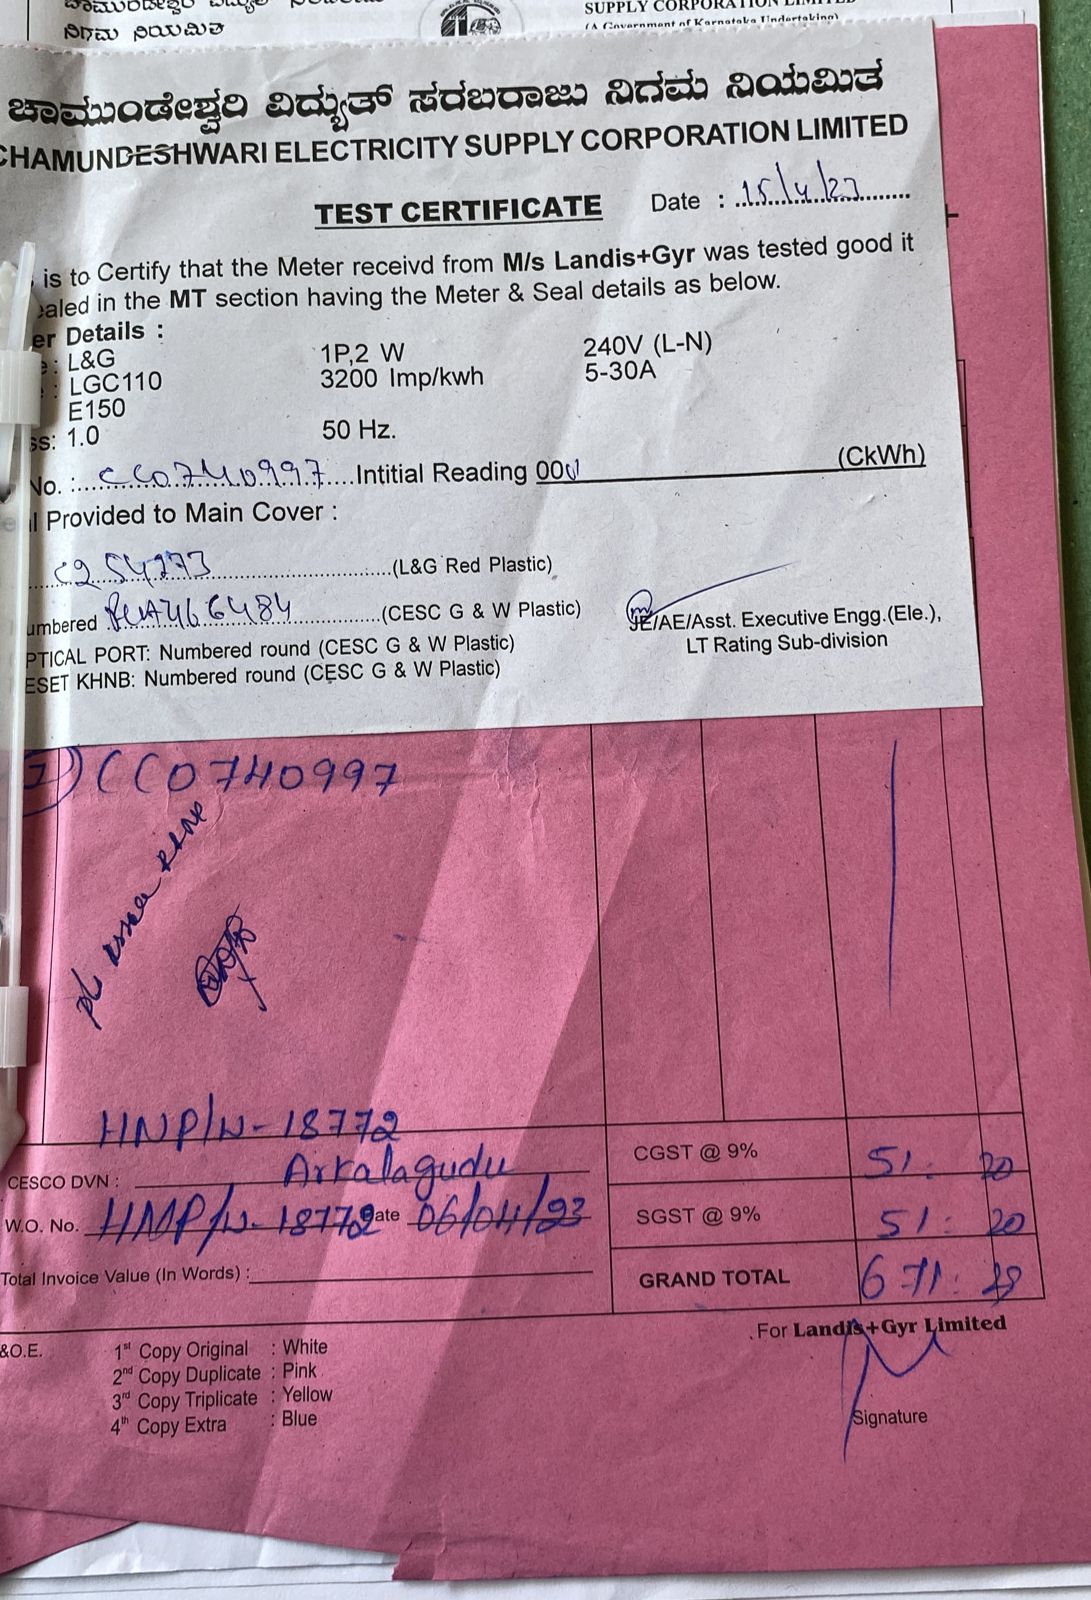 ನಿಗಮ ನಿಯಮಿತ
SUPPLY CORPORATION LIMITED
(A Government of Karnataka Undertaking)
ಚಾಮುಂಡೇಶ್ವರಿ ವಿದ್ಯುತ್ ಸರಬರಾಜು ನಿಗಮ ನಿಯಮಿತ
CHAMUNDESHWARI ELECTRICITY SUPPLY CORPORATION LIMITED
TEST CERTIFICATE Date : 15/4/23
is to Certify that the Meter receivd from M/s Landis+Gyr was tested good it
ealed in the MT section having the Meter & Seal details as below.
er Details :
: L&G 1P,2 W 240V (L-N)
: LGC110 3200 Imp/kwh 5-30A
E150
ss: 1.0 50 Hz.
No. : CC0740997 Intitial Reading 000 (CkWh)
l Provided to Main Cover :
(L&G Red Plastic)
umbered (CESC G & W Plastic)
PTICAL PORT: Numbered round (CESC G & W Plastic)
ESET KHNB: Numbered round (CESC G & W Plastic)
JE/AE/Asst. Executive Engg.(Ele.),
LT Rating Sub-division
CC0740997
HNP/W-18772
CESCO DVN : Arkalagudu CGST @ 9% 51 . 20
W.O. No. HMP/W-18772 Date 06/04/23 SGST @ 9% 51 : 20
Total Invoice Value (In Words) : GRAND TOTAL 671 :
&O.E.
1st Copy Original : White
2nd Copy Duplicate : Pink
3rd Copy Triplicate : Yellow
4th Copy Extra : Blue
For Landis+Gyr Limited
Signature